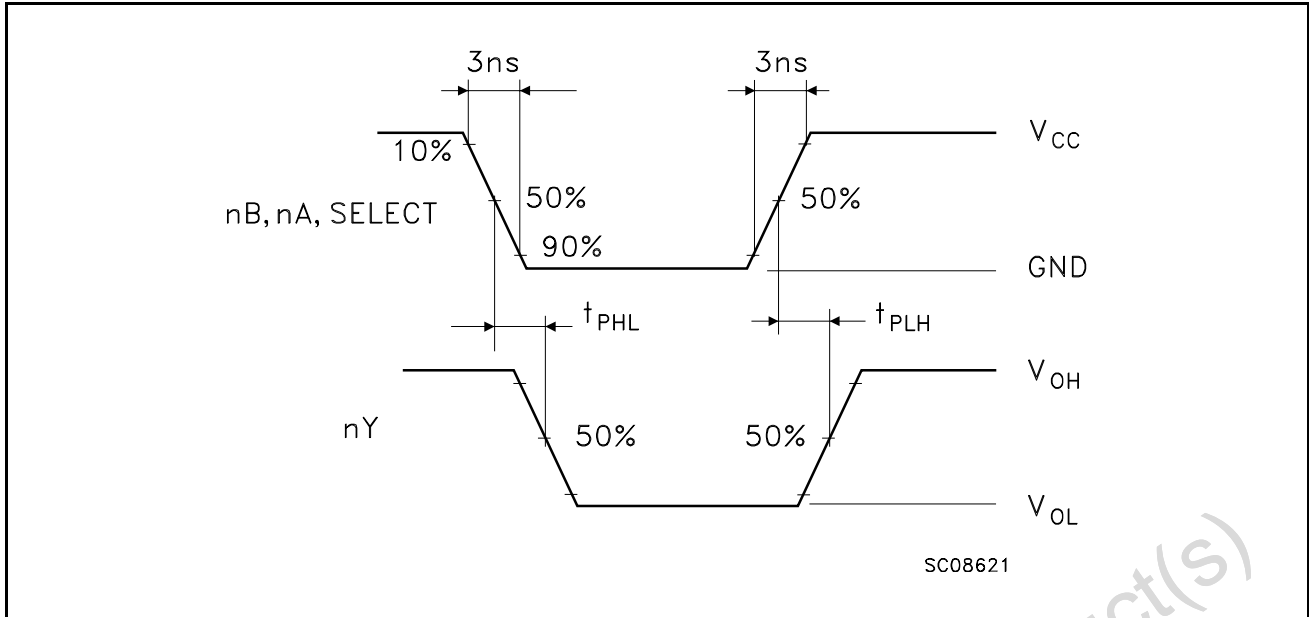 3ns 3ns
V_CC
10%
50% 50%
nB, nA, SELECT
90%
GND
t_PHL t_PLH
V_OH
nY 50% 50%
V_OL
SC08621